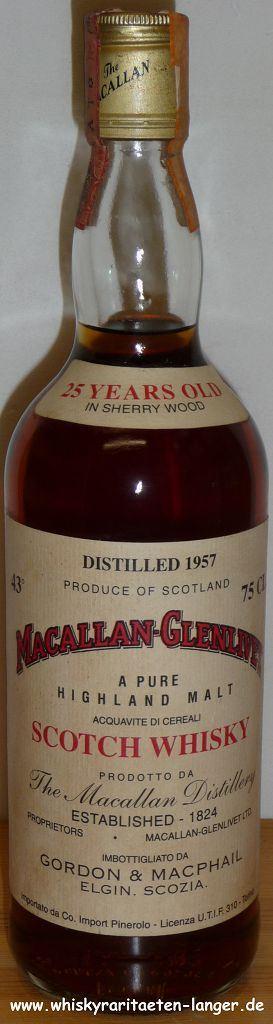 The
MACALLAN
25 YEARS OLD
IN SHERRY WOOD
DISTILLED 1957
43° PRODUCE OF SCOTLAND 75 CL
MACALLAN-GLENLIVET
A PURE
HIGHLAND MALT
ACQUAVITE DI CEREALI
SCOTCH WHISKY
PRODOTTO DA
The Macallan Distillery
ESTABLISHED - 1824
PROPRIETORS • MACALLAN-GLENLIVET LTD.
IMBOTTIGLIATO DA
GORDON & MACPHAIL
ELGIN. SCOZIA.
Importato da Co. Import Pinerolo - Licenza U.T.I.F. 310 - Torino
www.whiskyraritaeten-langer.de